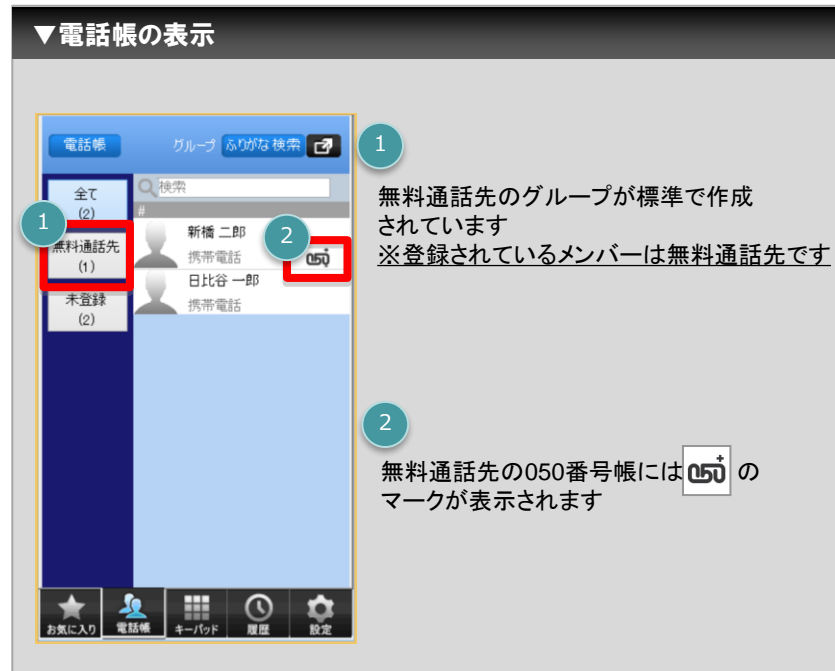 ▼電話帳の表示
電話帳 グループ ふりがな検索
全て
(2)
1
無料通話先
(1)
未登録
(2)
検索
#
新橋 二郎
携帯電話
2
050+
日比谷 一郎
携帯電話
お気に入り 電話帳 キーパッド 履歴 設定
1
無料通話先のグループが標準で作成
されています
※登録されているメンバーは無料通話先です
2
無料通話先の050番号帳には 050+ の
マークが表示されます